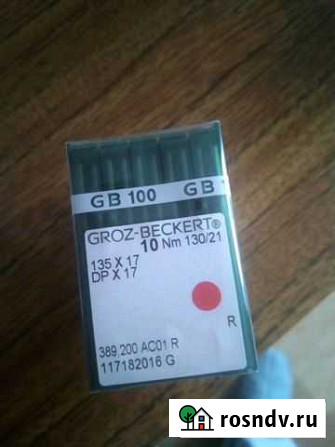 GB 100 GB 1
GROZ-BECKERT®
10 Nm 130/21
135 X 17
DP X 17
R
389 200 AC01 R
117182016 G
rosndv.ru